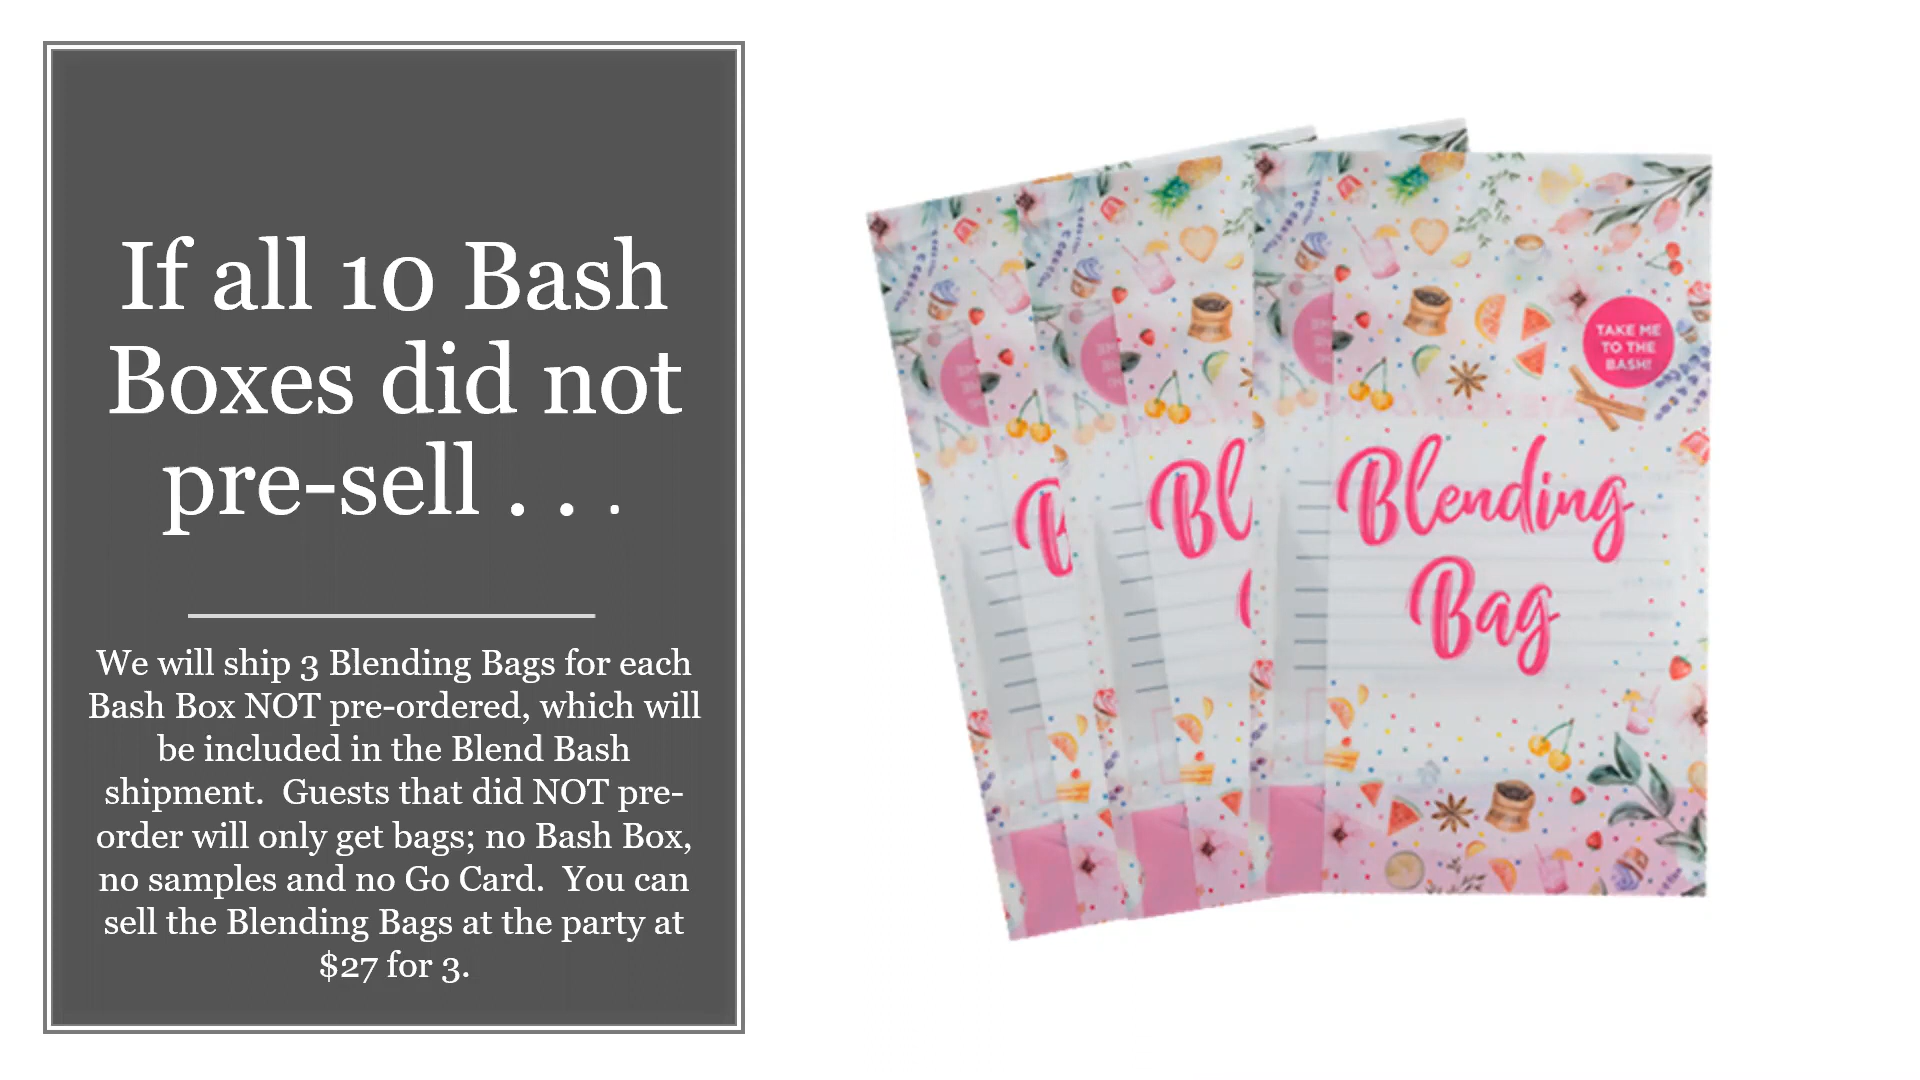 If all 10 Bash
Boxes did not
pre-sell . . .
We will ship 3 Blending Bags for each
Bash Box NOT pre-ordered, which will
be included in the Blend Bash
shipment.  Guests that did NOT pre-
order will only get bags; no Bash Box,
no samples and no Go Card.  You can
sell the Blending Bags at the party at
$27 for 3.
TAKE ME
TO THE
BASH!
B
Bl
Blending
Bag